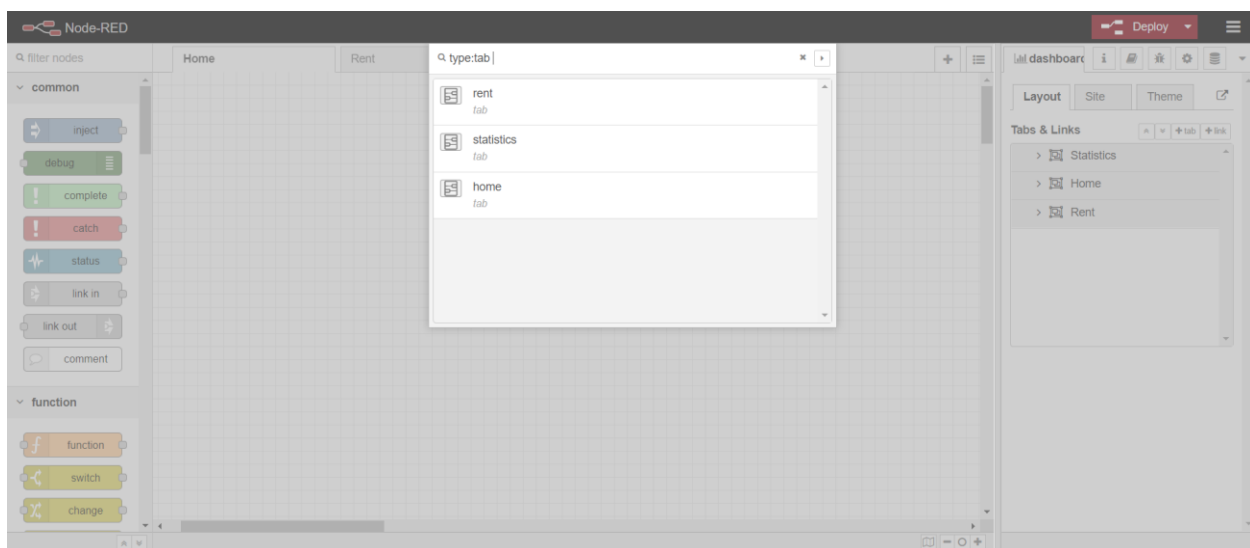 Node-RED
Deploy
filter nodes
Home
Rent
type:tab
dashboard
i
common
inject
debug
complete
catch
status
link in
link out
comment
function
function
switch
change
rent
tab
statistics
tab
home
tab
Layout
Site
Theme
Tabs & Links
+tab
+link
Statistics
Home
Rent